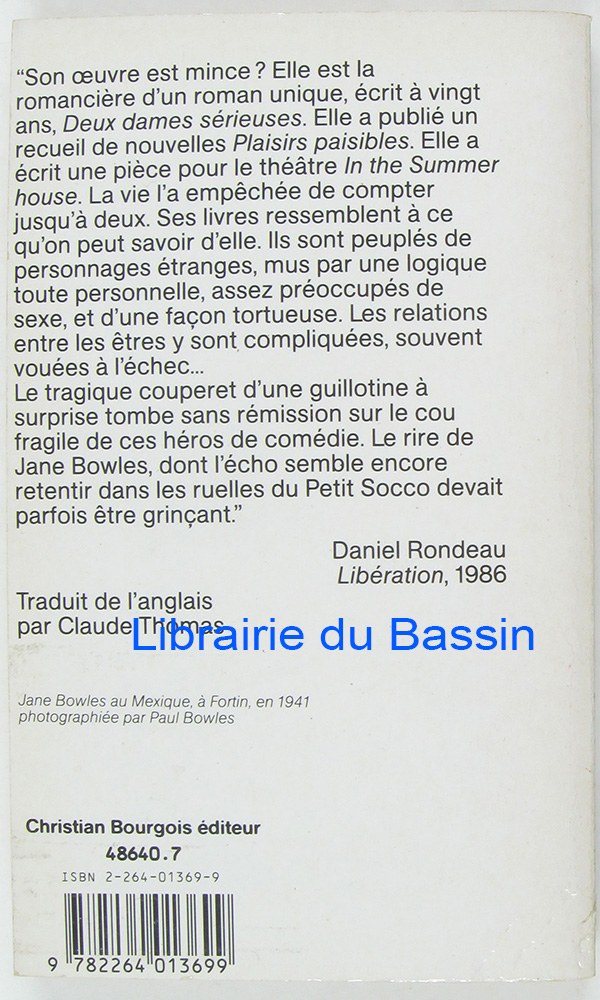 “Son œuvre est mince ? Elle est la
romancière d'un roman unique, écrit à vingt
ans, Deux dames sérieuses. Elle a publié un
recueil de nouvelles Plaisirs paisibles. Elle a
écrit une pièce pour le théâtre In the Summer
house. La vie l'a empêchée de compter
jusqu'à deux. Ses livres ressemblent à ce
qu'on peut savoir d'elle. Ils sont peuplés de
personnages étranges, mus par une logique
toute personnelle, assez préoccupés de
sexe, et d'une façon tortueuse. Les relations
entre les êtres y sont compliquées, souvent
vouées à l'échec...
Le tragique couperet d'une guillotine à
surprise tombe sans rémission sur le cou
fragile de ces héros de comédie. Le rire de
Jane Bowles, dont l'écho semble encore
retentir dans les ruelles du Petit Socco devait
parfois être grinçant.”
Daniel Rondeau
Libération, 1986
Traduit de l'anglais
par Claude Thomas
Librairie du Bassin
Jane Bowles au Mexique, à Fortin, en 1941
photographiée par Paul Bowles
Christian Bourgois éditeur
48640.7
ISBN 2-264-01369-9
9 782264 013699